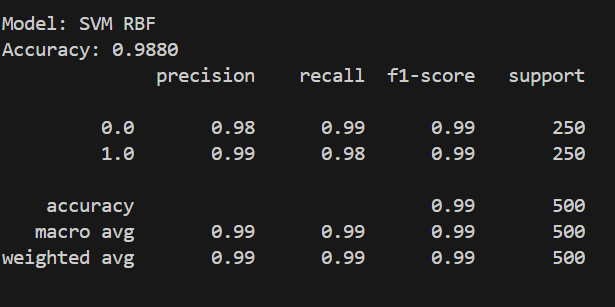 Model: SVM RBF
Accuracy: 0.9880
precision recall f1-score support
0.0 0.98 0.99 0.99 250
1.0 0.99 0.98 0.99 250
accuracy 0.99 500
macro avg 0.99 0.99 0.99 500
weighted avg 0.99 0.99 0.99 500